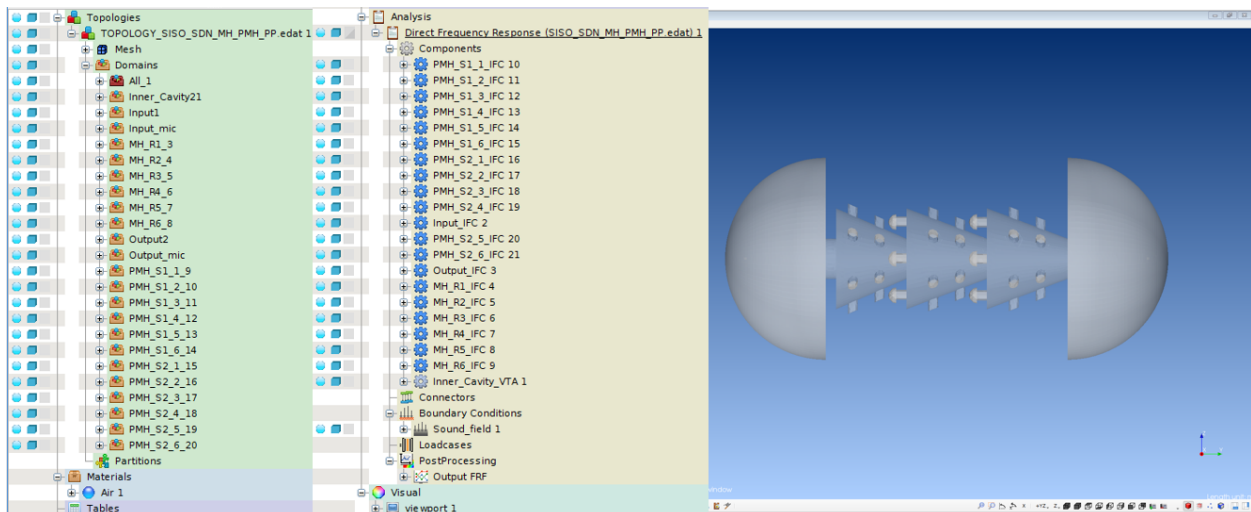 Topologies
TOPOLOGY_SISO_SDN_MH_PMH_PP.edat 1
Mesh
Domains
All_1
Inner_Cavity21
Input1
Input_mic
MH_R1_3
MH_R2_4
MH_R3_5
MH_R4_6
MH_R5_7
MH_R6_8
Output2
Output_mic
PMH_S1_1_9
PMH_S1_2_10
PMH_S1_3_11
PMH_S1_4_12
PMH_S1_5_13
PMH_S1_6_14
PMH_S2_1_15
PMH_S2_2_16
PMH_S2_3_17
PMH_S2_4_18
PMH_S2_5_19
PMH_S2_6_20
Partitions
Materials
Air 1
Tables
Analysis
Direct Frequency Response (SISO_SDN_MH_PMH_PP.edat) 1
Components
PMH_S1_1_IFC 10
PMH_S1_2_IFC 11
PMH_S1_3_IFC 12
PMH_S1_4_IFC 13
PMH_S1_5_IFC 14
PMH_S1_6_IFC 15
PMH_S2_1_IFC 16
PMH_S2_2_IFC 17
PMH_S2_3_IFC 18
PMH_S2_4_IFC 19
Input_IFC 2
PMH_S2_5_IFC 20
PMH_S2_6_IFC 21
Output_IFC 3
MH_R1_IFC 4
MH_R2_IFC 5
MH_R3_IFC 6
MH_R4_IFC 7
MH_R5_IFC 8
MH_R6_IFC 9
Inner_Cavity_VTA 1
Connectors
Boundary Conditions
Sound_field 1
Loadcases
PostProcessing
Output FRF
Visual
viewport 1
window
Length unit